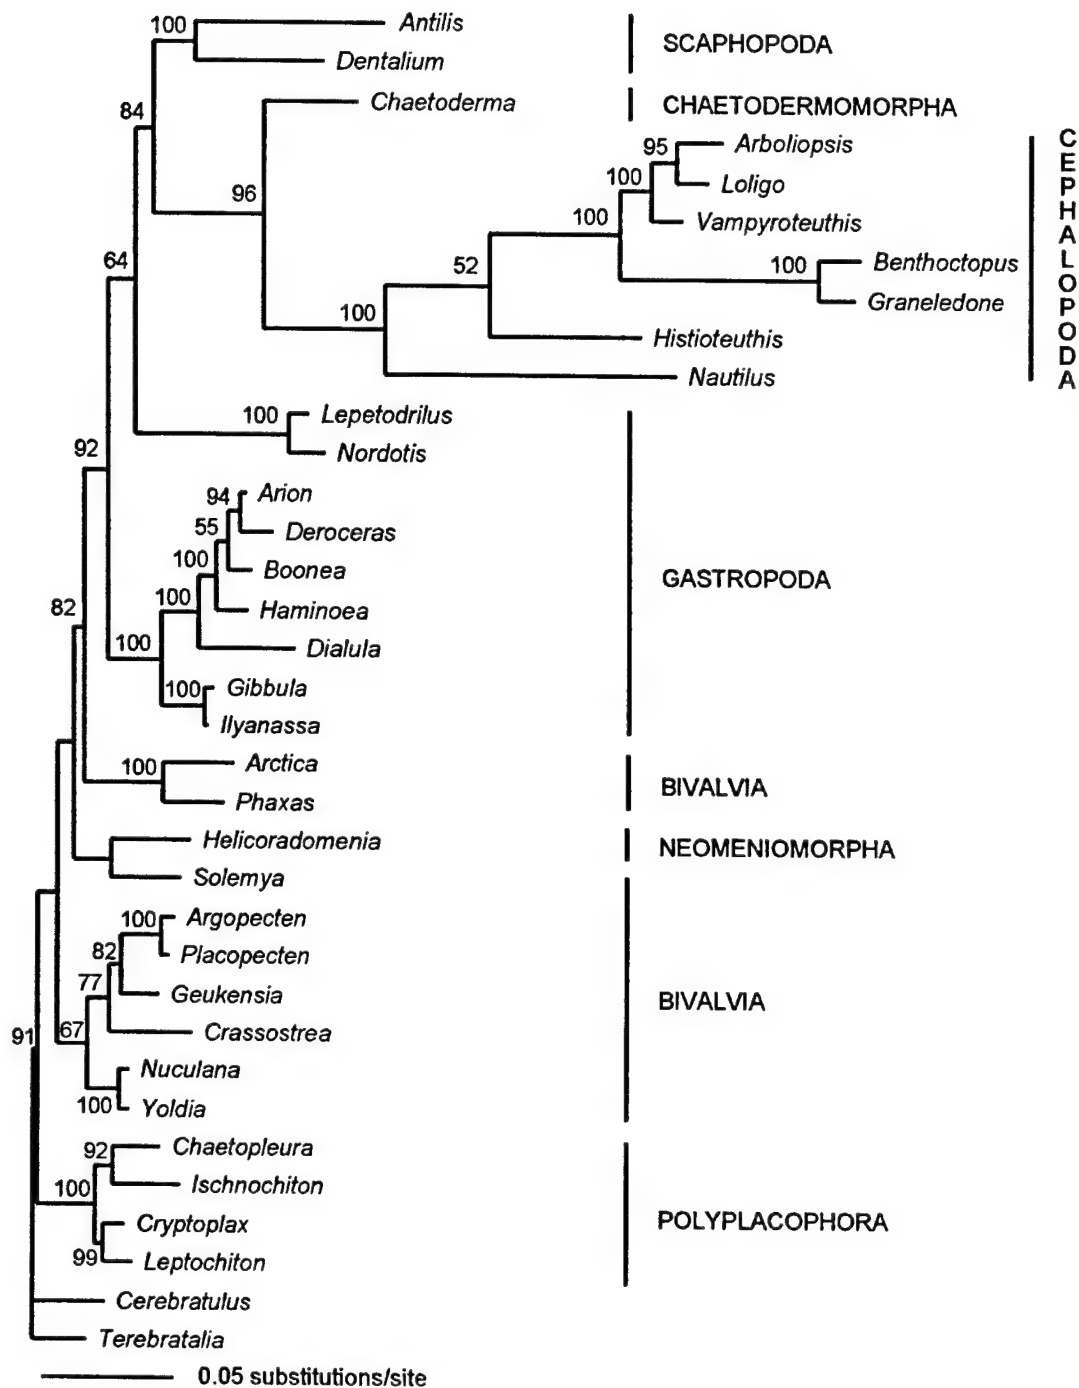 100
Antilis
Dentalium
SCAPHOPODA
84
Chaetoderma
CHAETODERMOMORPHA
96
95
Arboliopsis
100
Loligo
100
Vampyroteuthis
52
100
Benthoctopus
Graneledone
64
100
Histioteuthis
Nautilus
CEPHALOPODA
100
Lepetodrilus
Nordotis
92
94
Arion
55
Deroceras
100
Boonea
100
Haminoea
GASTROPODA
82
100
Dialula
100
Gibbula
Ilyanassa
100
Arctica
Phaxas
BIVALVIA
Helicoradomenia
NEOMENIOMORPHA
Solemya
100
Argopecten
82
Placopecten
77
Geukensia
BIVALVIA
91
67
Crassostrea
Nuculana
100
Yoldia
92
Chaetopleura
100
Ischnochiton
Cryptoplax
POLYPLACOPHORA
99
Leptochiton
Cerebratulus
Terebratalia
0.05 substitutions/site